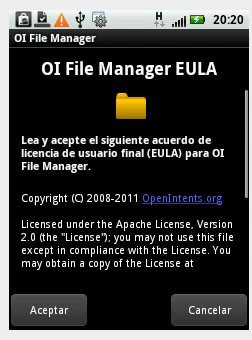 H 20:20
OI File Manager
OI File Manager EULA
Lea y acepte el siguiente acuerdo de
licencia de usuario final (EULA) para OI
File Manager.
Copyright (C) 2008-2011 OpenIntents.org
Licensed under the Apache License, Version
2.0 (the "License"); you may not use this file
except in compliance with the License. You
may obtain a copy of the License at
Aceptar Cancelar